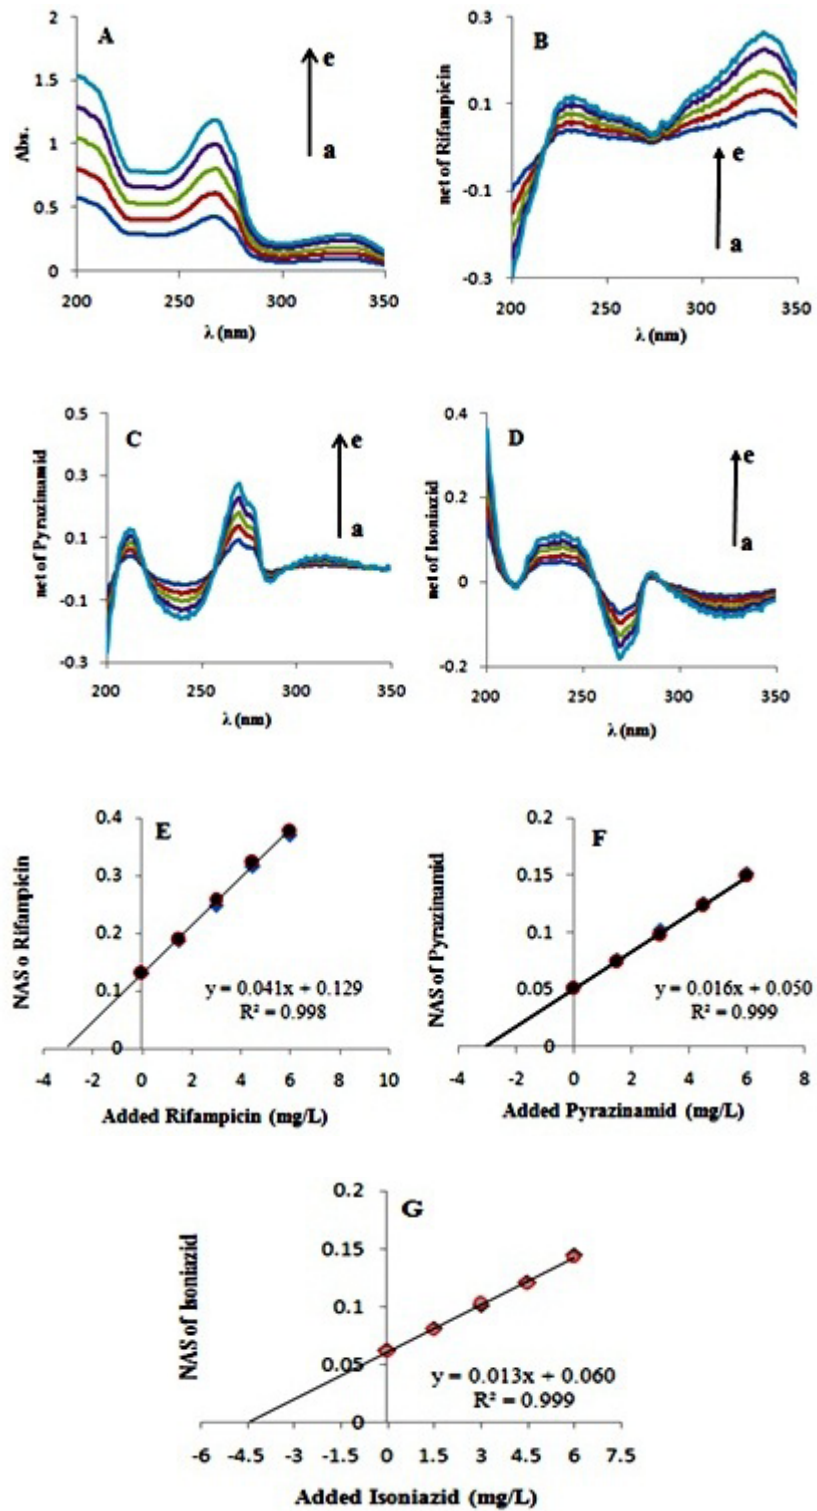 A
e
a
Abs.
2
1.5
1
0.5
0
200 250 300 350
λ (nm)
B
e
a
net of Rifampicin
0.3
0.1
-0.1
-0.3
200 250 300 350
λ (nm)
C
e
a
net of Pyrazinamid
0.5
0.3
0.1
-0.1
-0.3
200 250 300 350
λ (nm)
D
e
a
net of Isoniazid
0.4
0.2
0
-0.2
200 250 300 350
λ (nm)
E
NAS o Rifampicin
0.4
0.3
0.2
0.1
0
y = 0.041x + 0.129
R² = 0.998
-4 -2 0 2 4 6 8 10
Added Rifampicin (mg/L)
F
NAS of Pyrazinamid
0.2
0.15
0.1
0.05
0
y = 0.016x + 0.050
R² = 0.999
-4 -2 0 2 4 6 8
Added Pyrazinamid (mg/L)
G
NAS of Isoniazid
0.2
0.15
0.1
0.05
0
y = 0.013x + 0.060
R² = 0.999
-6 -4.5 -3 -1.5 0 1.5 3 4.5 6 7.5
Added Isoniazid (mg/L)